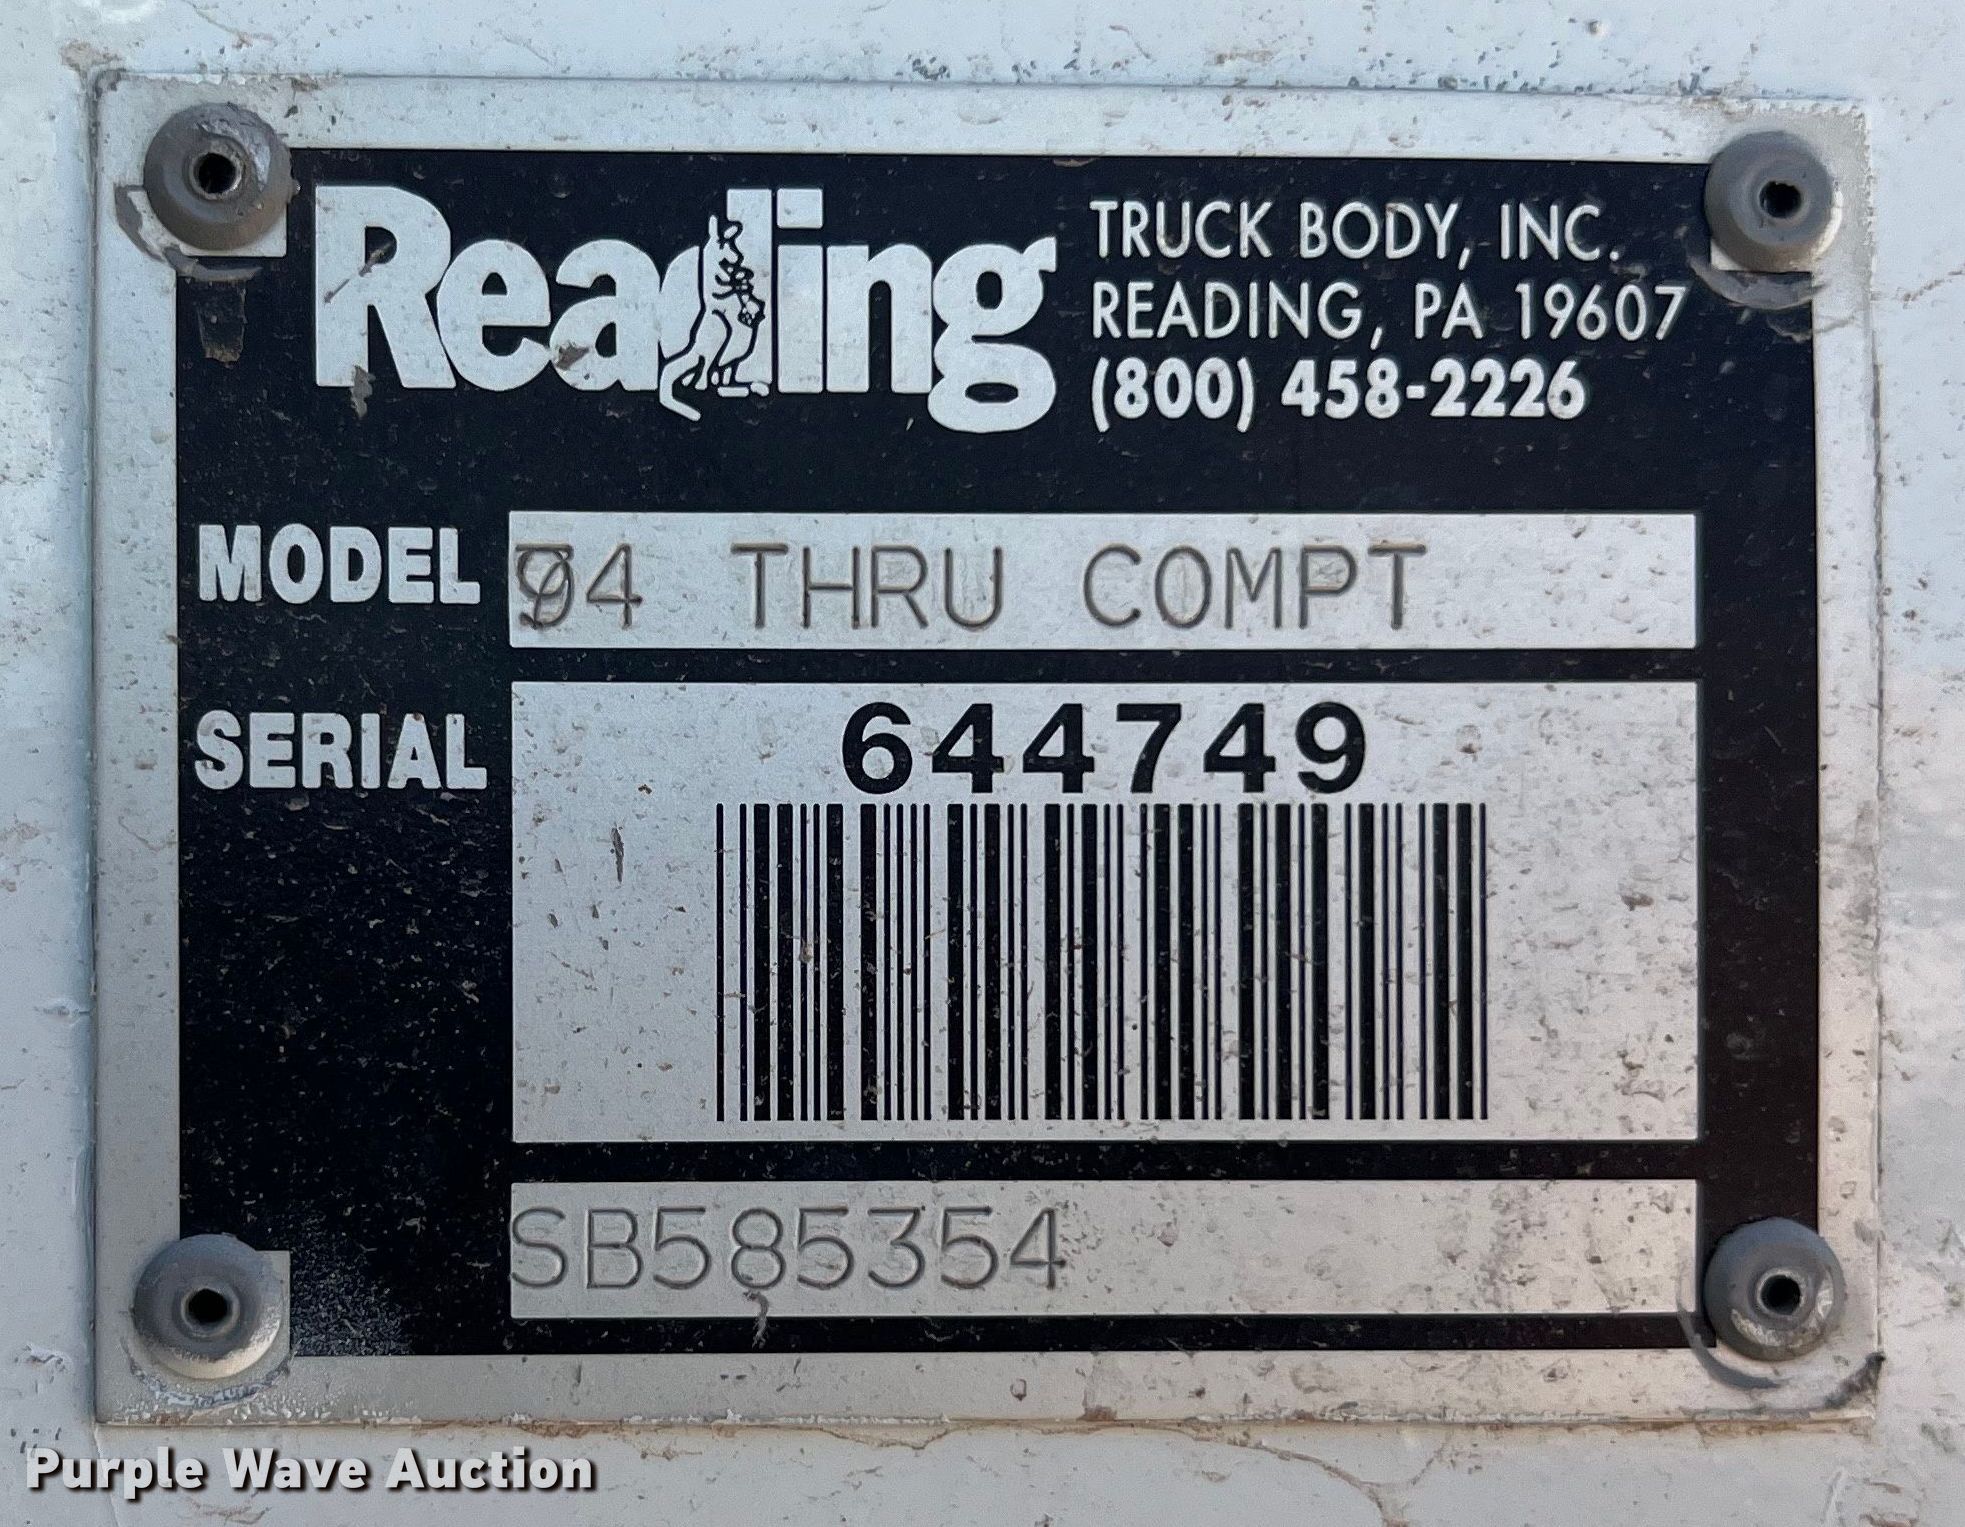 Reading
TRUCK BODY, INC.
READING, PA 19607
(800) 458-2226
MODEL THRU COMPT
SERIAL 644749
SB585354
Purple Wave Auction